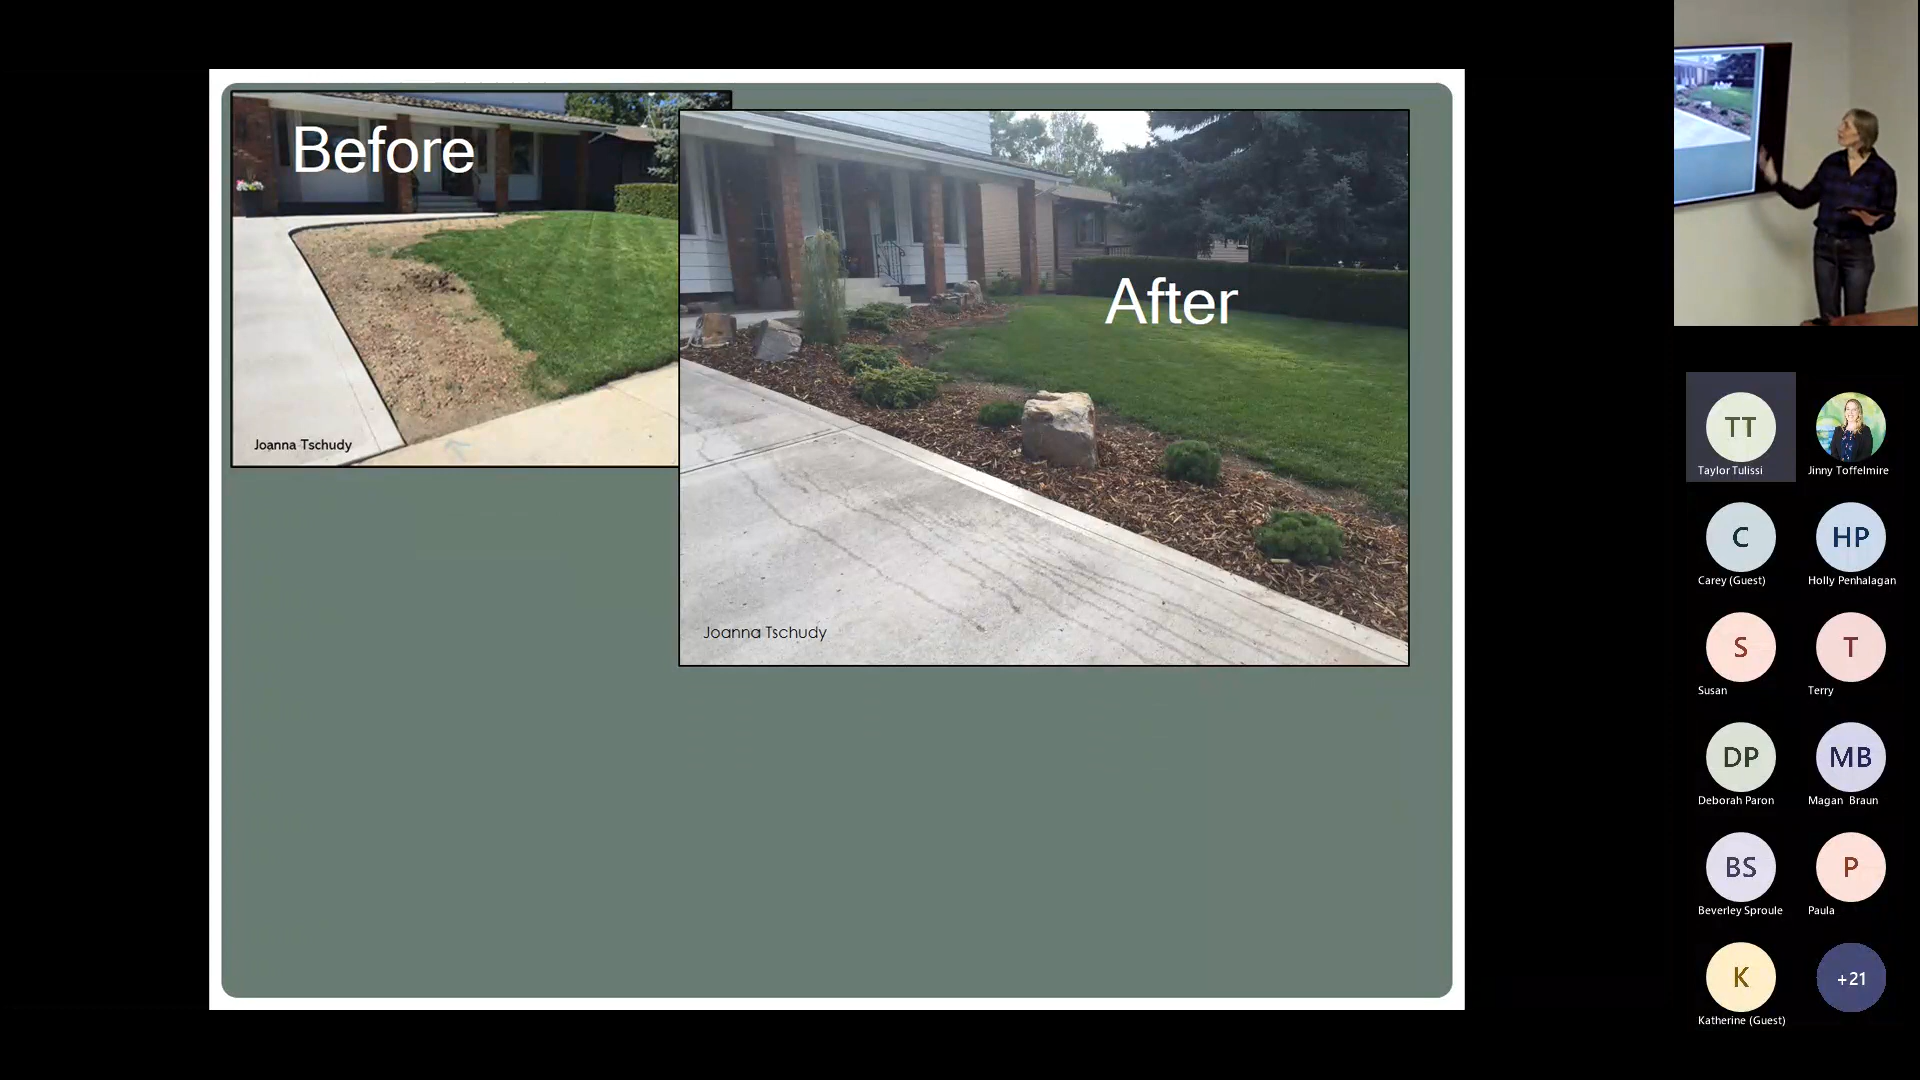 Before
After
Joanna Tschudy
Joanna Tschudy
TT
Taylor Tulissi
Jinny Toffelmire
C
Carey (Guest)
HP
Holly Penhalagan
S
Susan
T
Terry
DP
Deborah Paron
MB
Magan Braun
BS
Beverley Sproule
P
Paula
K
Katherine (Guest)
+21